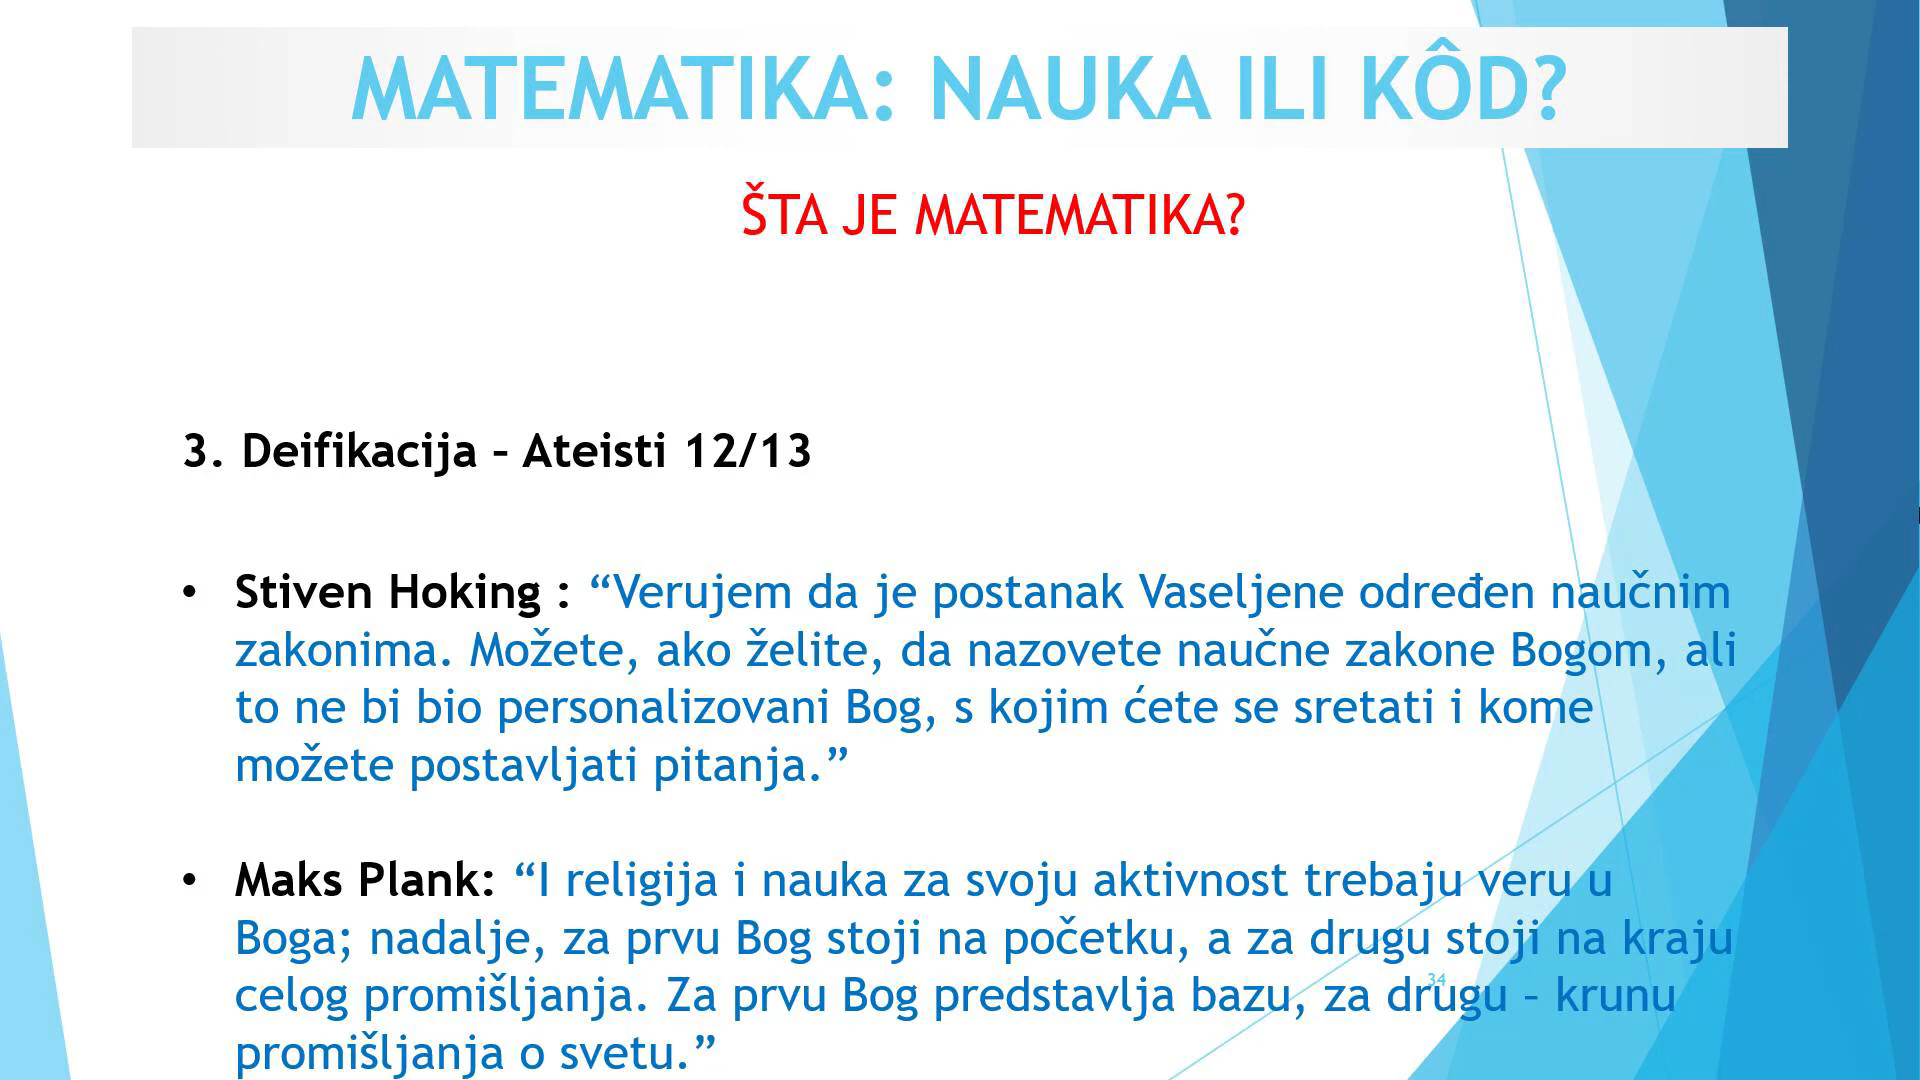 MATEMATIKA: NAUKA ILI KÔD?
ŠTA JE MATEMATIKA?
3. Deifikacija – Ateisti 12/13
• Stiven Hoking : “Verujem da je postanak Vaseljene određen naučnim
zakonima. Možete, ako želite, da nazovete naučne zakone Bogom, ali
to ne bi bio personalizovani Bog, s kojim ćete se sretati i kome
možete postavljati pitanja.”
• Maks Plank: “I religija i nauka za svoju aktivnost trebaju veru u
Boga; nadalje, za prvu Bog stoji na početku, a za drugu stoji na kraju
celog promišljanja. Za prvu Bog predstavlja bazu, za drugu – krunu
promišljanja o svetu.”
34